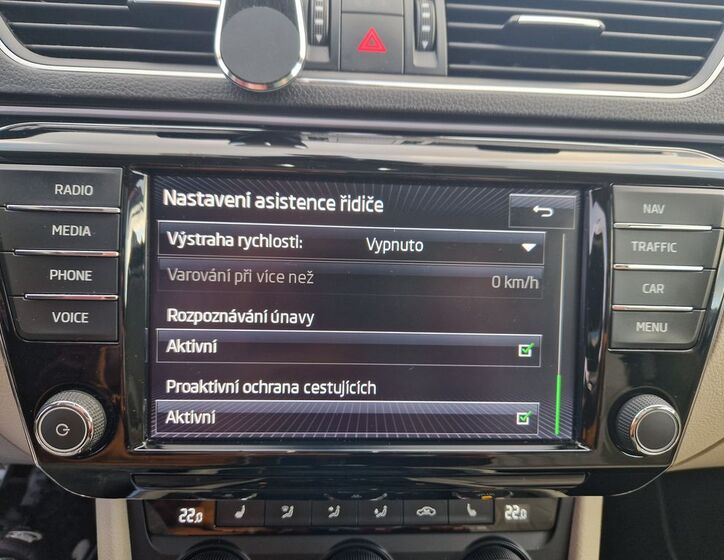 RADIO
MEDIA
PHONE
VOICE
Nastavení asistence řidiče
Výstraha rychlosti: Vypnuto
Varování při více než 0 km/h
Rozpoznávání únavy
Aktivní
Proaktivní ochrana cestujících
Aktivní
NAV
TRAFFIC
CAR
MENU
22.0 22.0